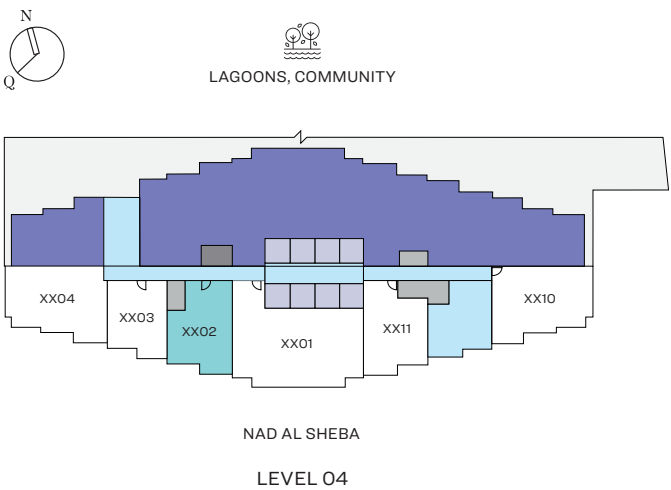 N
Q
LAGOONS, COMMUNITY
XX04
XX03
XX02
XX01
XX11
XX10
NAD AL SHEBA
LEVEL 04